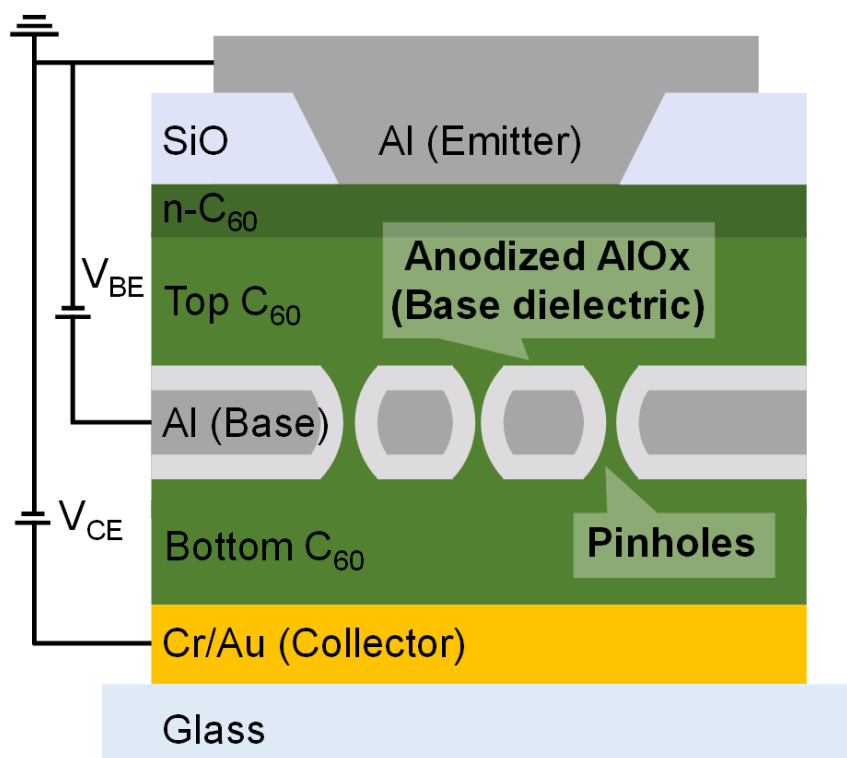 SiO
Al (Emitter)
n-C60
Anodized AlOx
(Base dielectric)
VBE
Top C60
Al (Base)
VCE
Pinholes
Bottom C60
Cr/Au (Collector)
Glass